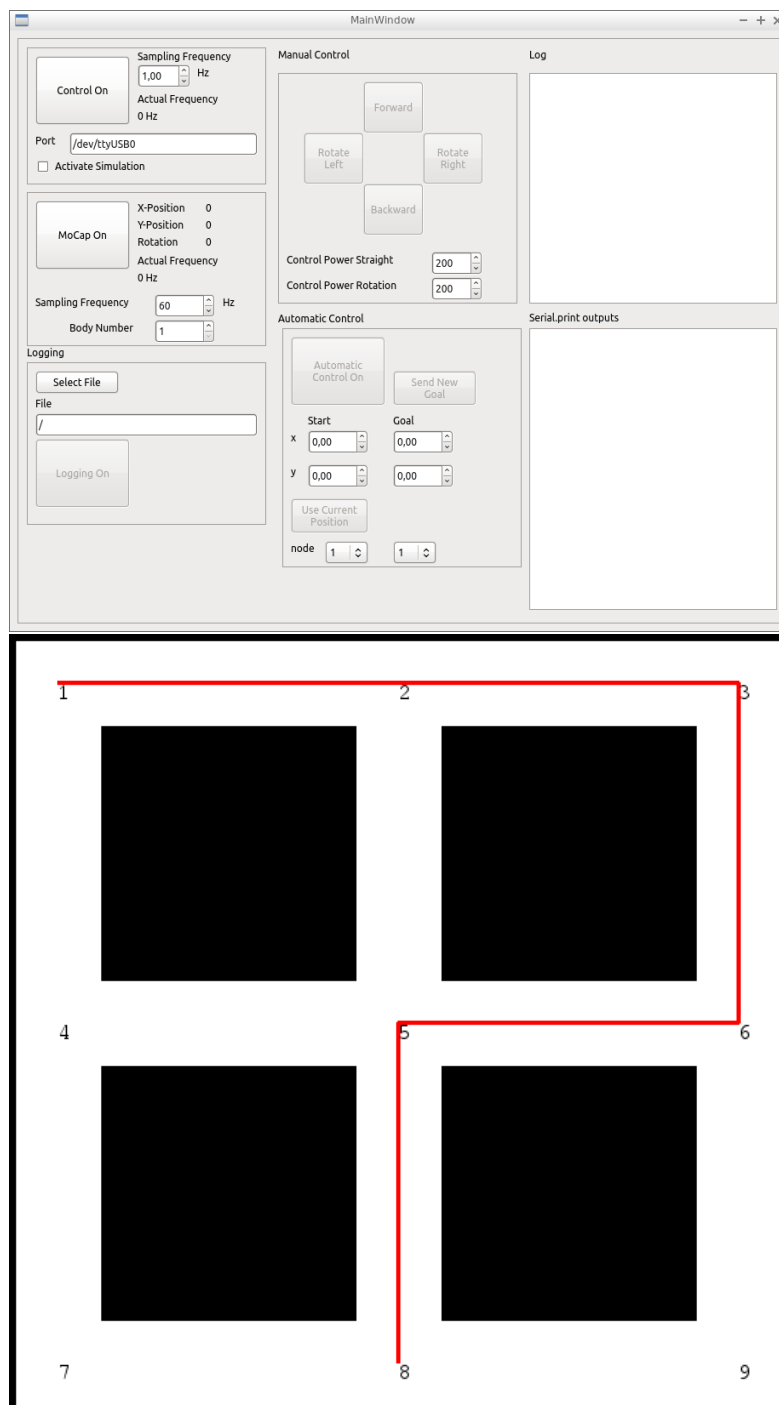 MainWindow
Control On
Sampling Frequency
1,00 Hz
Actual Frequency
0 Hz
Port /dev/ttyUSB0
Activate Simulation
MoCap On
X-Position 0
Y-Position 0
Rotation 0
Actual Frequency
0 Hz
Sampling Frequency 60 Hz
Body Number 1
Logging
Select File
File
/
Logging On
Manual Control
Forward
Rotate
Left
Rotate
Right
Backward
Control Power Straight 200
Control Power Rotation 200
Automatic Control
Automatic
Control On
Send New
Goal
Start Goal
x 0,00 0,00
y 0,00 0,00
Use Current
Position
node 1 1
Log
Serial.print outputs
1 2 3
4 5 6
7 8 9